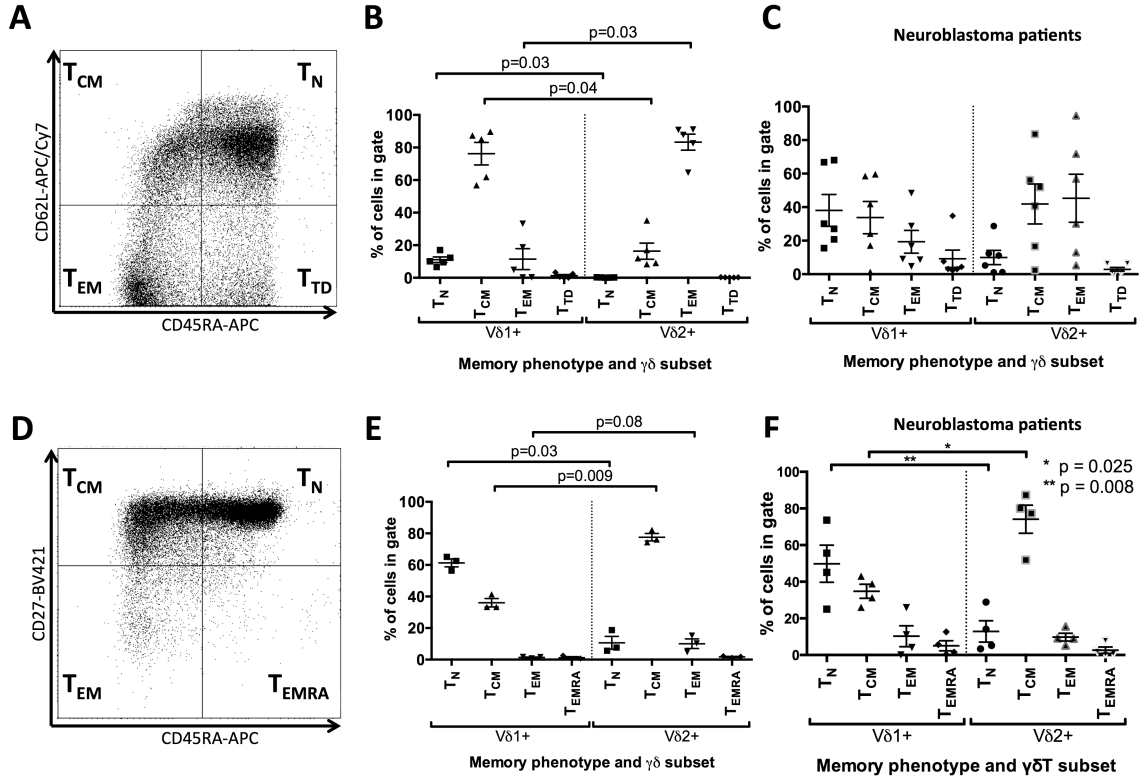 A
TCM
TN
TEM
TTD
CD62L-APC/Cy7
CD45RA-APC
B
p=0.03
p=0.03
p=0.04
100
80
60
40
20
0
% of cells in gate
TN
TCM
TEM
TTD
TN
TCM
TEM
TTD
Vδ1+
Vδ2+
Memory phenotype and γδ subset
C
Neuroblastoma patients
100
80
60
40
20
0
% of cells in gate
TN
TCM
TEM
TTD
TN
TCM
TEM
TTD
Vδ1+
Vδ2+
Memory phenotype and γδ subset
D
TCM
TN
TEM
TEMRA
CD27-BV421
CD45RA-APC
E
p=0.08
p=0.03
p=0.009
100
80
60
40
20
0
% of cells in gate
TN
TCM
TEM
TEMRA
TN
TCM
TEM
TEMRA
Vδ1+
Vδ2+
Memory phenotype and γδ subset
F
Neuroblastoma patients
*
**
* p = 0.025
** p = 0.008
100
80
60
40
20
0
% of cells in gate
TN
TCM
TEM
TEMRA
TN
TCM
TEM
TEMRA
Vδ1+
Vδ2+
Memory phenotype and γδT subset